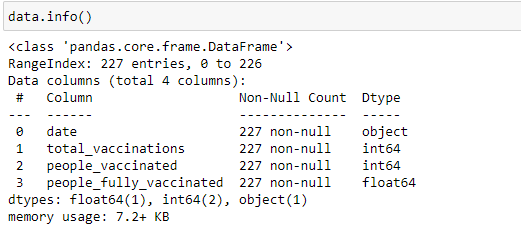 data.info()
<class 'pandas.core.frame.DataFrame'>
RangeIndex: 227 entries, 0 to 226
Data columns (total 4 columns):
 #   Column                   Non-Null Count  Dtype
---  ------                   --------------  -----
 0   date                     227 non-null    object
 1   total_vaccinations       227 non-null    int64
 2   people_vaccinated        227 non-null    int64
 3   people_fully_vaccinated  227 non-null    float64
dtypes: float64(1), int64(2), object(1)
memory usage: 7.2+ KB